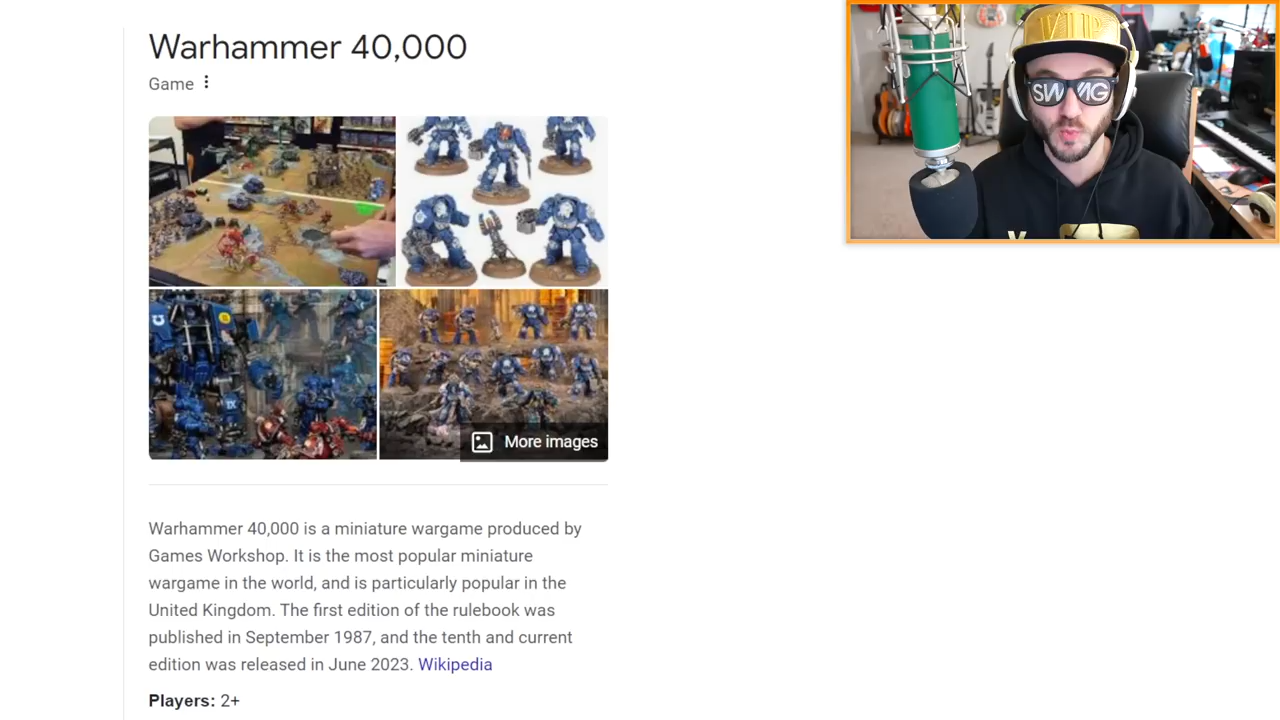 Warhammer 40,000
Game
More images
Warhammer 40,000 is a miniature wargame produced by
Games Workshop. It is the most popular miniature
wargame in the world, and is particularly popular in the
United Kingdom. The first edition of the rulebook was
published in September 1987, and the tenth and current
edition was released in June 2023. Wikipedia
Players: 2+
VIP
SWAG
Y